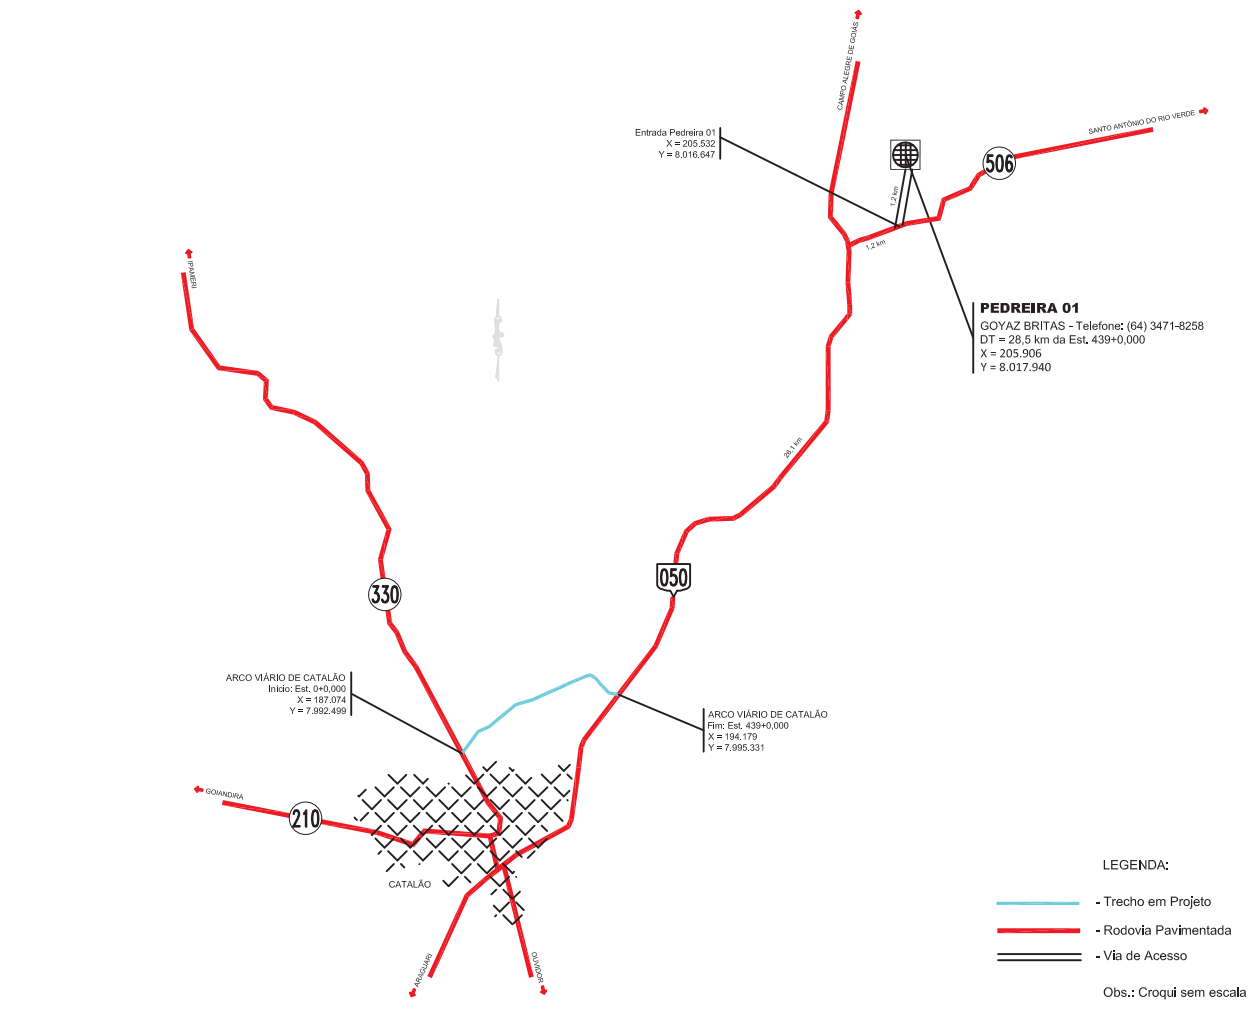 CAMPO ALEGRE DE GOIÁS
SANTO ANTÔNIO DO RIO VERDE
Entrada Pedreira 01
X = 205.532
Y = 8.016.647
506
1,2 km
1,2 km
IPAMERI
PEDREIRA 01
GOYAZ BRITAS - Telefone: (64) 3471-8258
DT = 28,5 km da Est. 439+0,000
X = 205.906
Y = 8.017.940
28,1 km
050
330
ARCO VIÁRIO DE CATALÃO
Início: Est. 0+0,000
X = 187.074
Y = 7.992.499
ARCO VIÁRIO DE CATALÃO
Fim: Est. 439+0,000
X = 194.179
Y = 7.995.331
GOIANDIRA
210
CATALÃO
ARAGUARI
OUVIDOR
LEGENDA:
- Trecho em Projeto
- Rodovia Pavimentada
- Via de Acesso
Obs.: Croqui sem escala